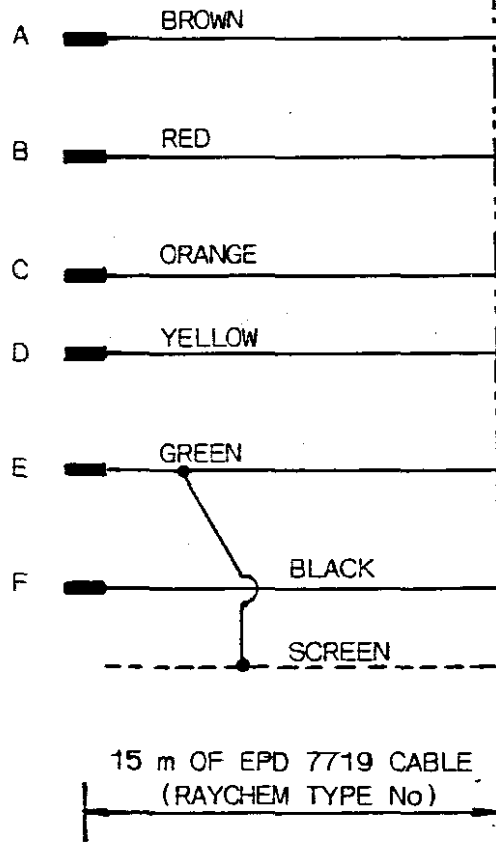 A BROWN
B RED
C ORANGE
D YELLOW
E GREEN
F BLACK
SCREEN
15 m OF EPD 7719 CABLE
(RAYCHEM TYPE No)